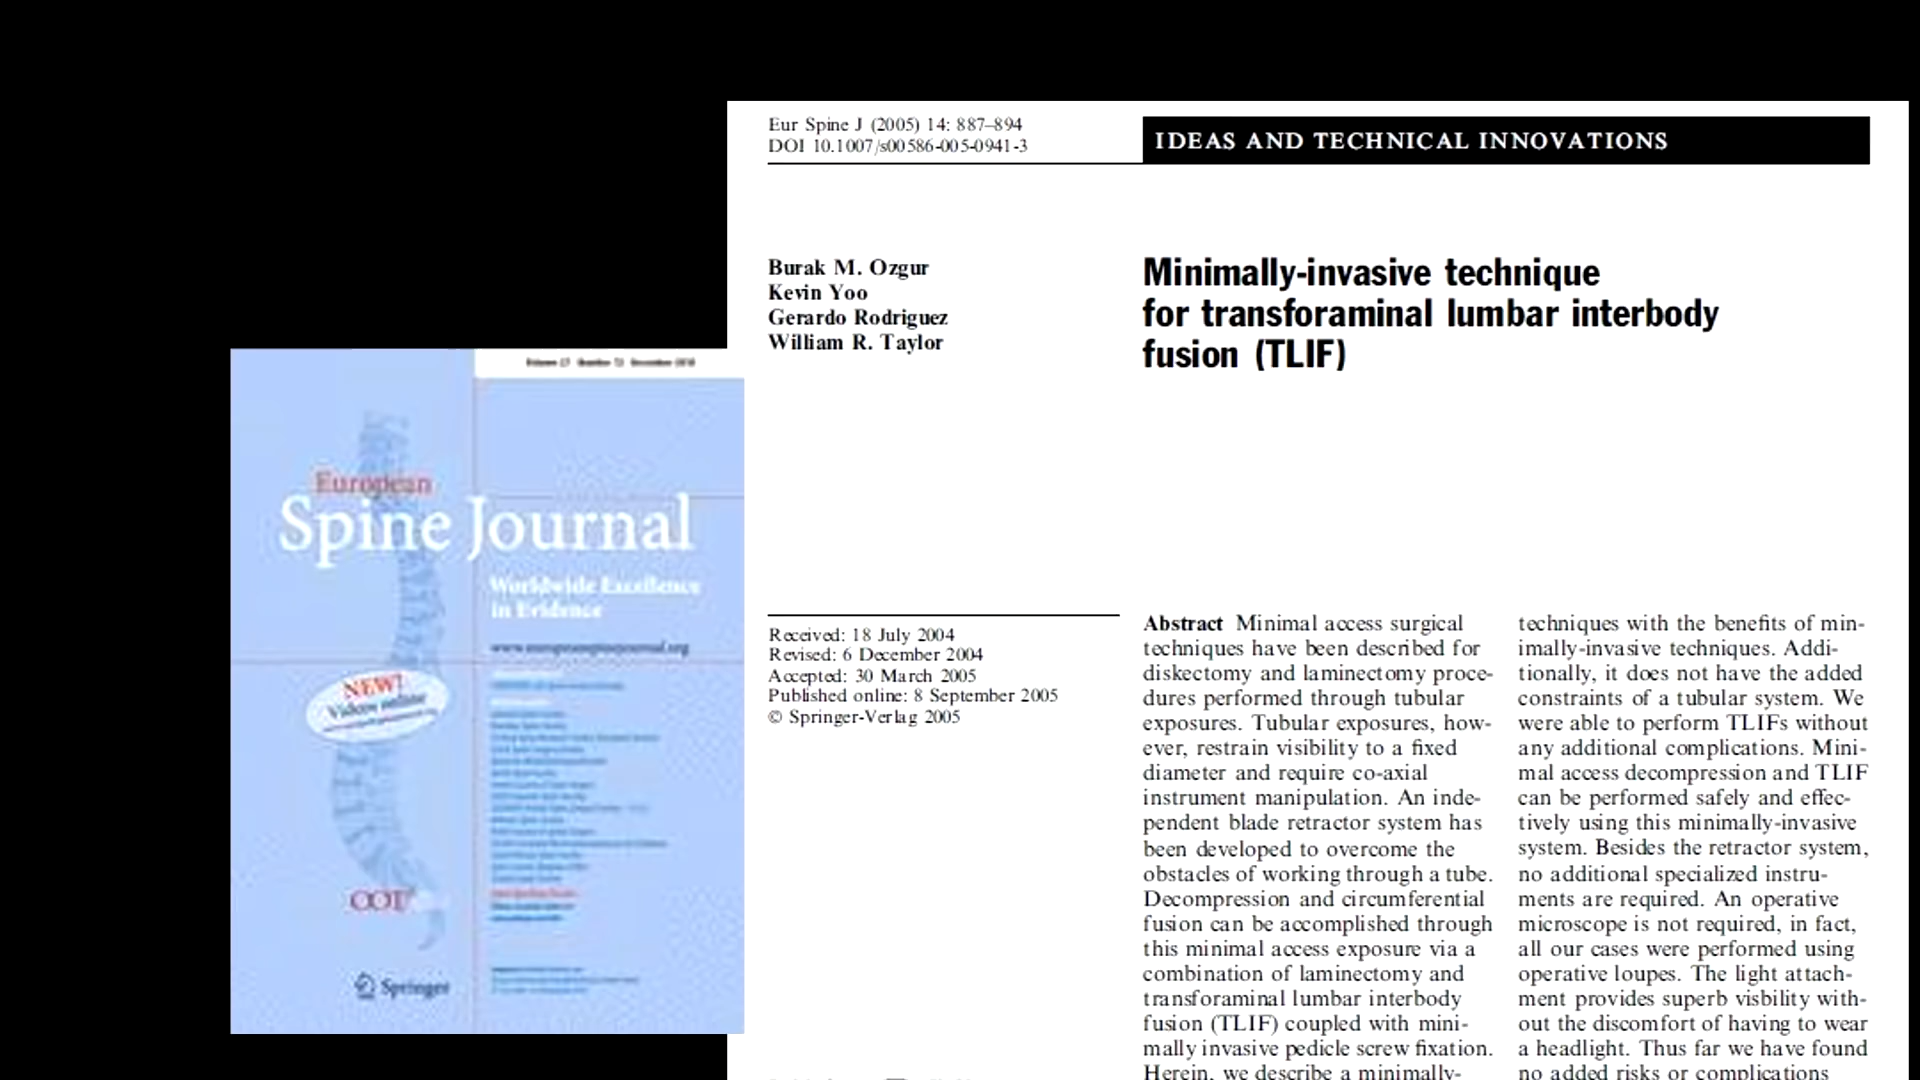 Eur Spine J (2005) 14: 887–894
DOI 10.1007/s00586-005-0941-3
IDEAS AND TECHNICAL INNOVATIONS
Burak M. Ozgur
Kevin Yoo
Gerardo Rodriguez
William R. Taylor
Minimally-invasive technique
for transforaminal lumbar interbody
fusion (TLIF)
European
Spine Journal
Worldwide Excellence
in Evidence
www.europeanspinejournal.org
NEW!
Videos online
Springer
Received: 18 July 2004
Revised: 6 December 2004
Accepted: 30 March 2005
Published online: 8 September 2005
© Springer-Verlag 2005
Abstract Minimal access surgical
techniques have been described for
diskectomy and laminectomy proce-
dures performed through tubular
exposures. Tubular exposures, how-
ever, restrain visibility to a fixed
diameter and require co-axial
instrument manipulation. An inde-
pendent blade retractor system has
been developed to overcome the
obstacles of working through a tube.
Decompression and circumferential
fusion can be accomplished through
this minimal access exposure via a
combination of laminectomy and
transforaminal lumbar interbody
fusion (TLIF) coupled with mini-
mally invasive pedicle screw fixation.
Herein, we describe a minimally-
techniques with the benefits of min-
imally-invasive techniques. Addi-
tionally, it does not have the added
constraints of a tubular system. We
were able to perform TLIFs without
any additional complications. Mini-
mal access decompression and TLIF
can be performed safely and effec-
tively using this minimally-invasive
system. Besides the retractor system,
no additional specialized instru-
ments are required. An operative
microscope is not required, in fact,
all our cases were performed using
operative loupes. The light attach-
ment provides superb visbility with-
out the discomfort of having to wear
a headlight. Thus far we have found
no added risks or complications